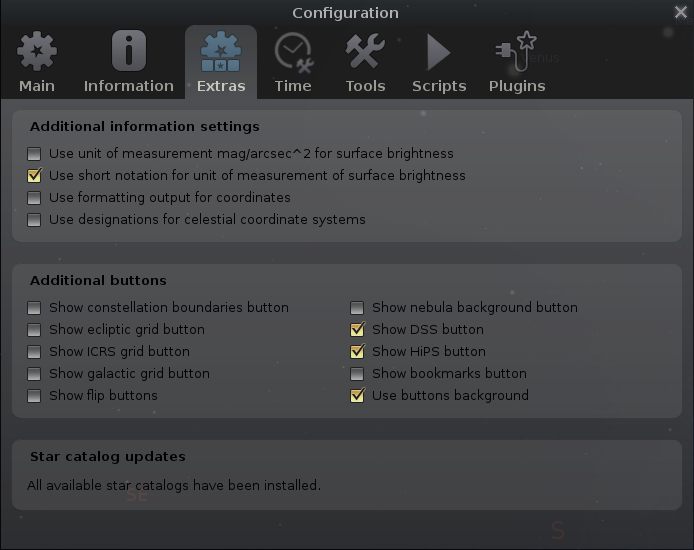 Configuration
Main Information Extras Time Tools Scripts Plugins
Venus
Additional information settings
Use unit of measurement mag/arcsec^2 for surface brightness
Use short notation for unit of measurement of surface brightness
Use formatting output for coordinates
Use designations for celestial coordinate systems
Additional buttons
Show constellation boundaries button Show nebula background button
Show ecliptic grid button Show DSS button
Show ICRS grid button Show HiPS button
Show galactic grid button Show bookmarks button
Show flip buttons Use buttons background
Star catalog updates
All available star catalogs have been installed.
SE
S